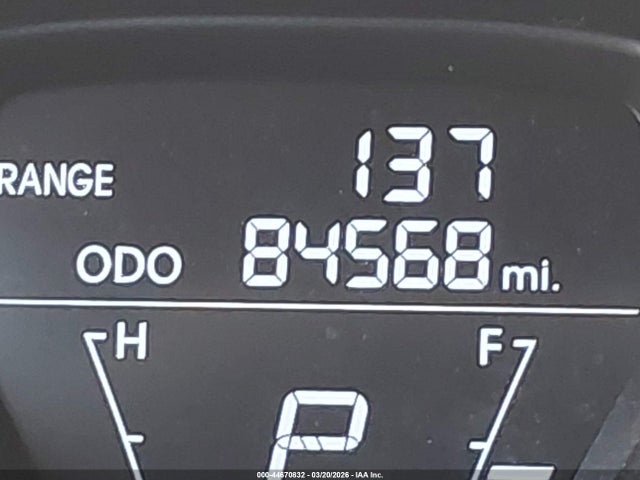 137
RANGE
ODO 84568 mi.
H F
P
000-44670832 - 03/20/2026 - IAA Inc.